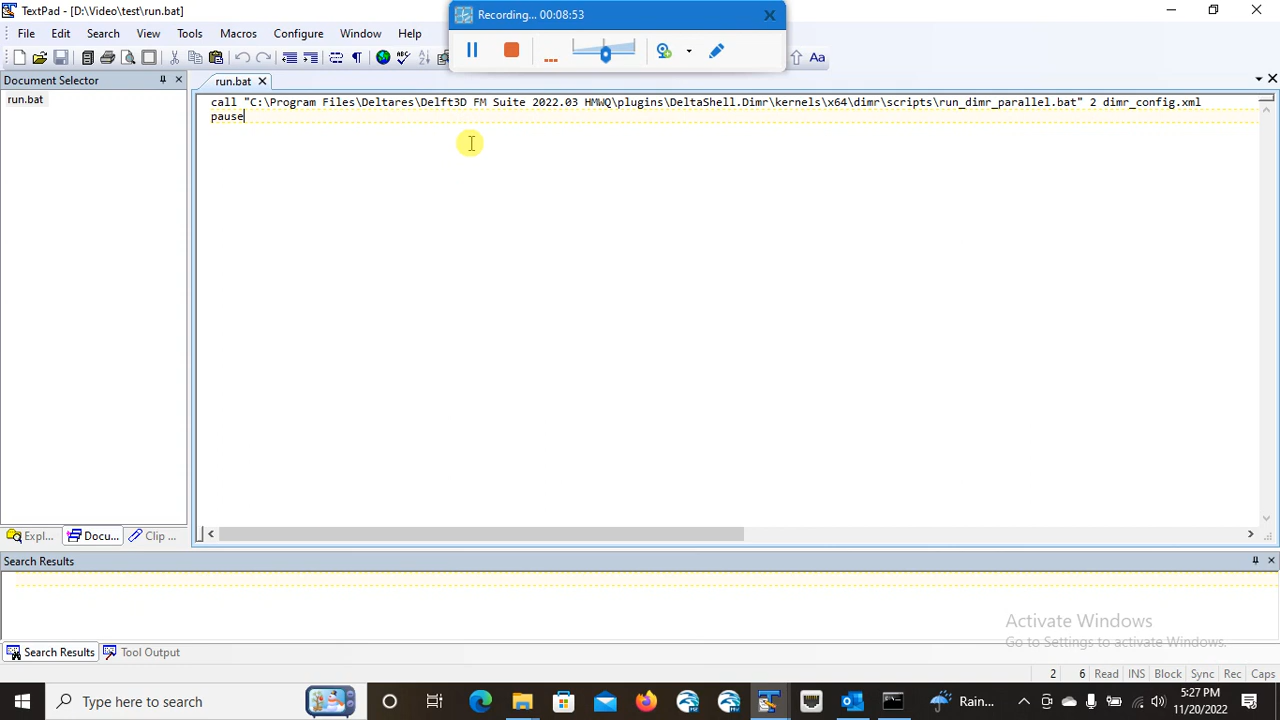 TextPad - [D:\Video\test\run.bat]
Recording... 00:08:53
File Edit Search View Tools Macros Configure Window Help
Document Selector
run.bat
run.bat
call "C:\Program Files\Deltares\Delft3D FM Suite 2022.03 HMWQ\plugins\DeltaShell.Dimr\kernels\x64\dimr\scripts\run_dimr_parallel.bat" 2 dimr_config.xml
pause
Expl... Docu... Clip ...
Search Results
Activate Windows
Go to Settings to activate Windows.
Search Results Tool Output
2 6 Read INS Block Sync Rec Caps
Type here to search
Rain...
5:27 PM
11/20/2022